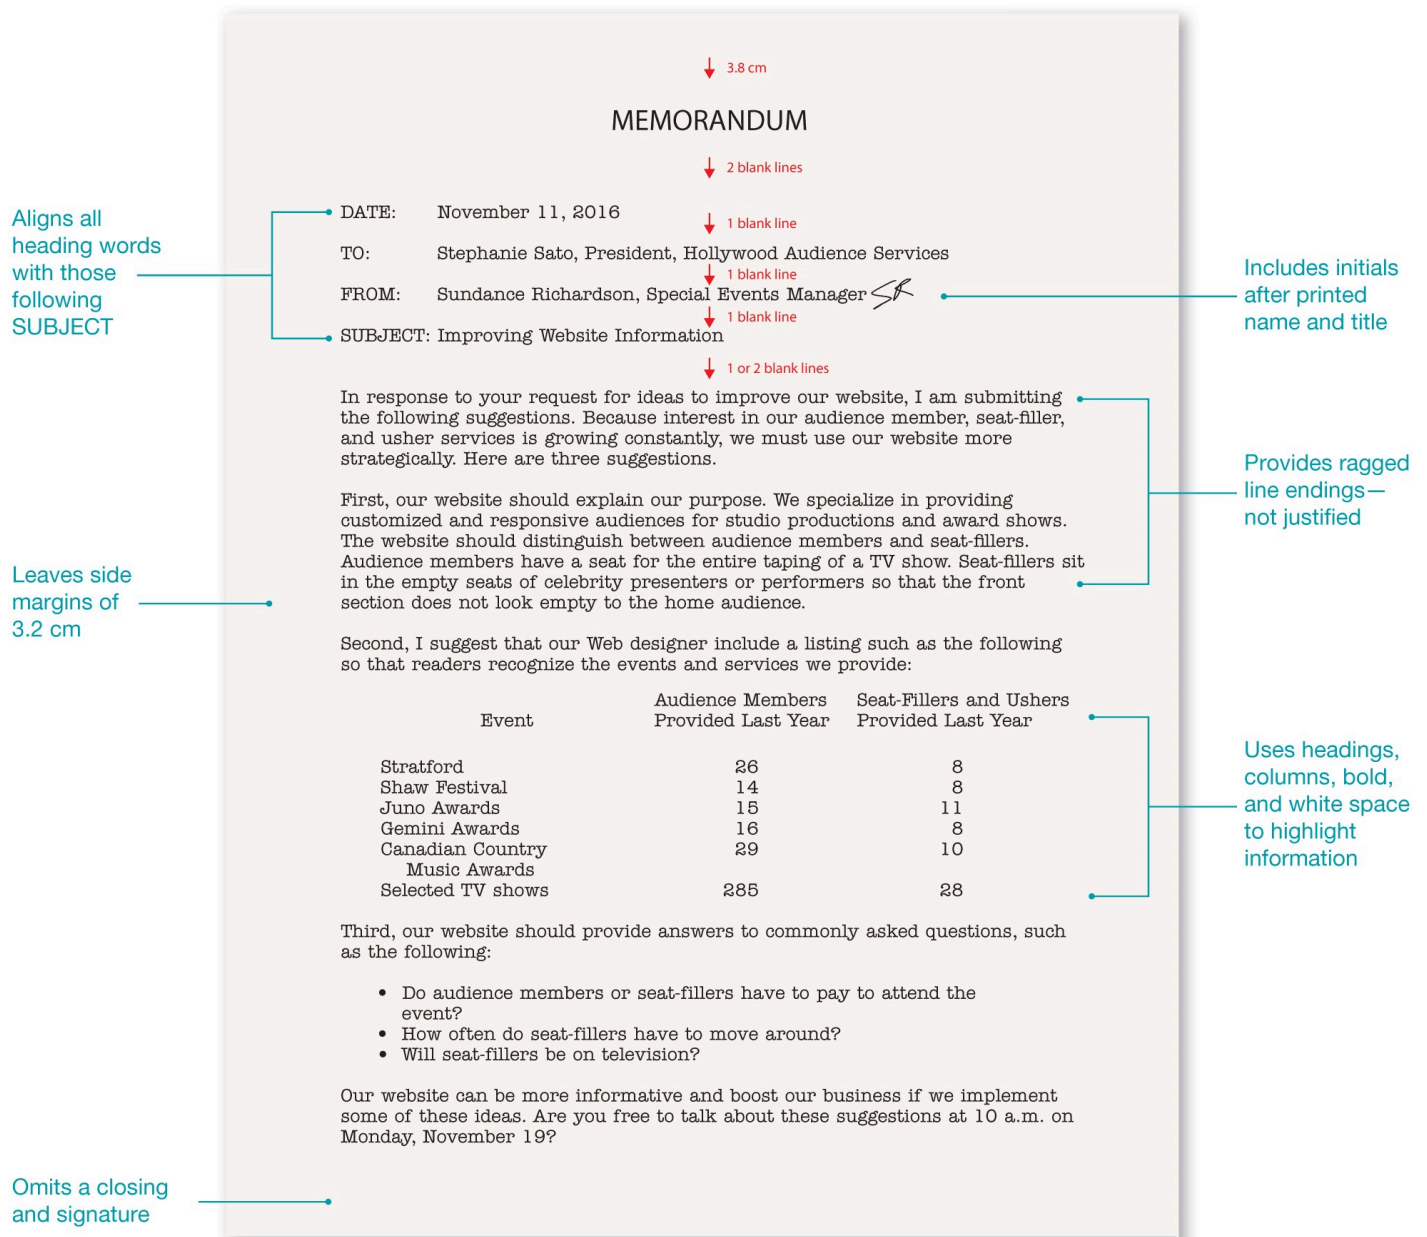 3.8 cm
MEMORANDUM
2 blank lines
DATE: November 11, 2016
1 blank line
TO: Stephanie Sato, President, Hollywood Audience Services
1 blank line
FROM: Sundance Richardson, Special Events Manager SR
1 blank line
SUBJECT: Improving Website Information
1 or 2 blank lines
Aligns all
heading words
with those
following
SUBJECT
Includes initials
after printed
name and title
In response to your request for ideas to improve our website, I am submitting
the following suggestions. Because interest in our audience member, seat-filler,
and usher services is growing constantly, we must use our website more
strategically. Here are three suggestions.
First, our website should explain our purpose. We specialize in providing
customized and responsive audiences for studio productions and award shows.
The website should distinguish between audience members and seat-fillers.
Audience members have a seat for the entire taping of a TV show. Seat-fillers sit
in the empty seats of celebrity presenters or performers so that the front
section does not look empty to the home audience.
Provides ragged
line endings—
not justified
Leaves side
margins of
3.2 cm
Second, I suggest that our Web designer include a listing such as the following
so that readers recognize the events and services we provide:
Audience Members Seat-Fillers and Ushers
Event Provided Last Year Provided Last Year
Stratford 26 8
Shaw Festival 14 8
Juno Awards 15 11
Gemini Awards 16 8
Canadian Country 29 10
Music Awards
Selected TV shows 285 28
Uses headings,
columns, bold,
and white space
to highlight
information
Third, our website should provide answers to commonly asked questions, such
as the following:
• Do audience members or seat-fillers have to pay to attend the
event?
• How often do seat-fillers have to move around?
• Will seat-fillers be on television?
Our website can be more informative and boost our business if we implement
some of these ideas. Are you free to talk about these suggestions at 10 a.m. on
Monday, November 19?
Omits a closing
and signature